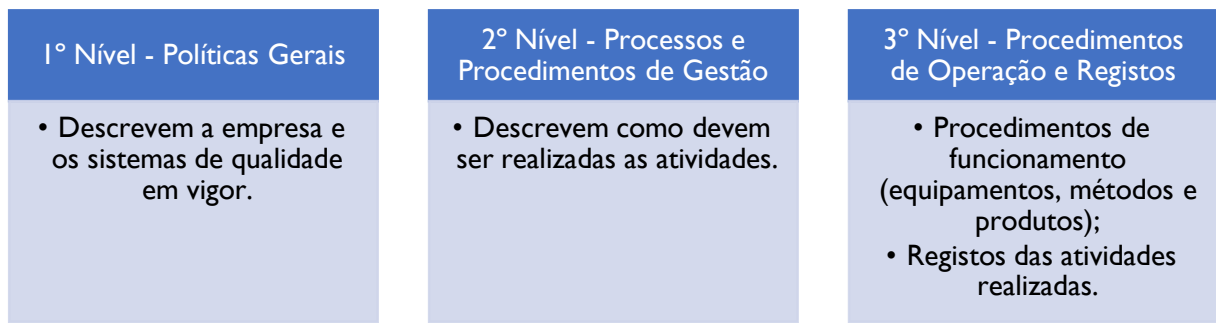 1º Nível - Políticas Gerais
• Descrevem a empresa e
os sistemas de qualidade
em vigor.
2º Nível - Processos e
Procedimentos de Gestão
• Descrevem como devem
ser realizadas as atividades.
3º Nível - Procedimentos
de Operação e Registos
• Procedimentos de
funcionamento
(equipamentos, métodos e
produtos);
• Registos das atividades
realizadas.